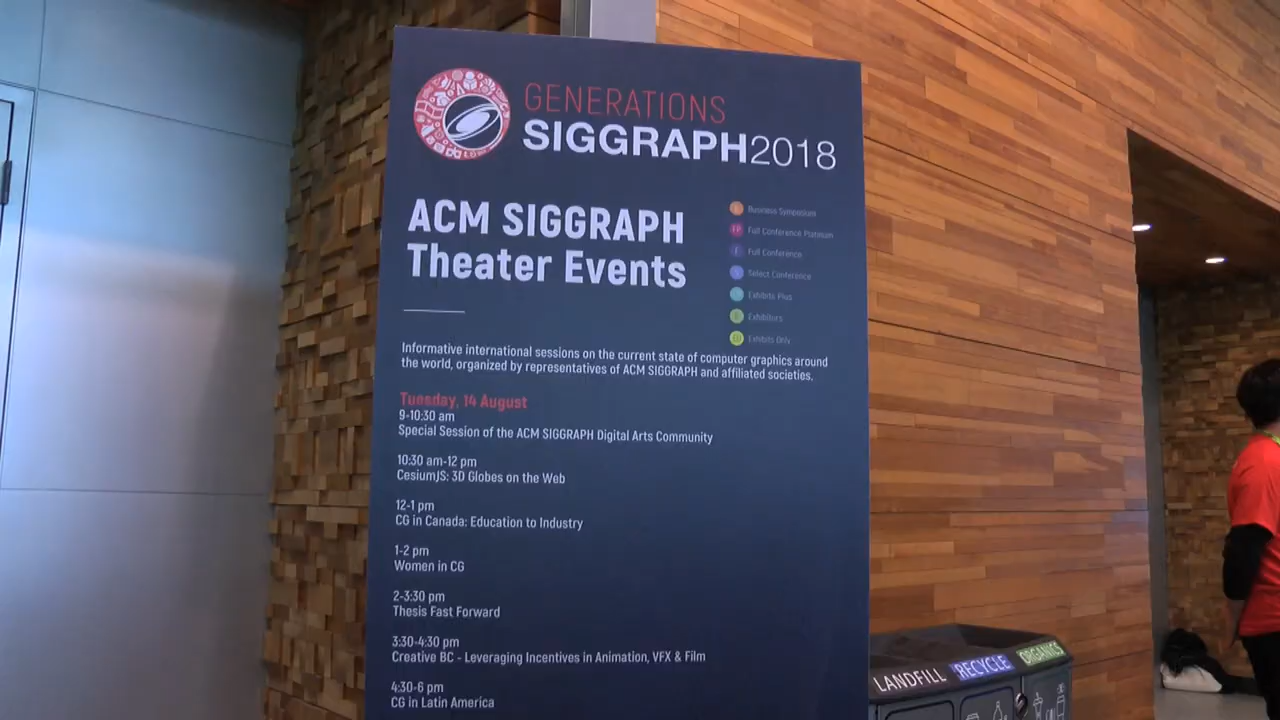 GENERATIONS
SIGGRAPH2018
ACM SIGGRAPH
Theater Events
Business Symposium
FP Full Conference Platinum
F Full Conference
S Select Conference
Exhibits Plus
E Exhibitors
EO Exhibits Only
Informative international sessions on the current state of computer graphics around
the world, organized by representatives of ACM SIGGRAPH and affiliated societies.
Tuesday, 14 August
9-10:30 am
Special Session of the ACM SIGGRAPH Digital Arts Community
10:30 am-12 pm
CesiumJS: 3D Globes on the Web
12-1 pm
CG in Canada: Education to Industry
1-2 pm
Women in CG
2-3:30 pm
Thesis Fast Forward
3:30-4:30 pm
Creative BC - Leveraging Incentives in Animation, VFX & Film
4:30-6 pm
CG in Latin America
LANDFILL
RECYCLE
ORGANICS